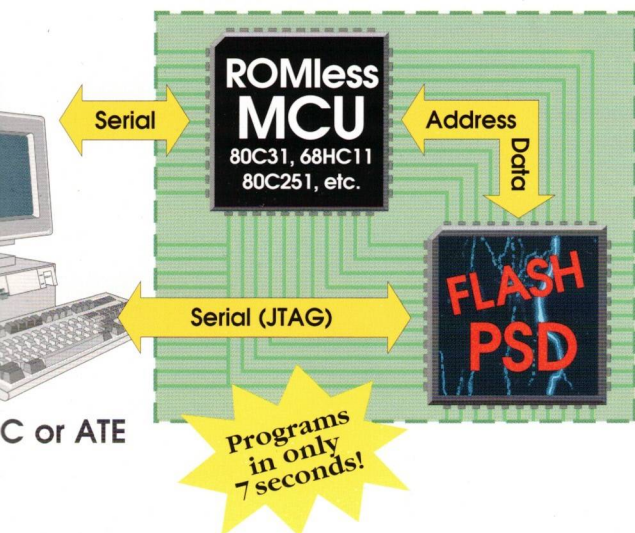 ROMless
MCU
80C31, 68HC11
80C251, etc.
Serial
Address
Data
FLASH
PSD
Serial (JTAG)
C or ATE
Programs
in only
7 seconds!